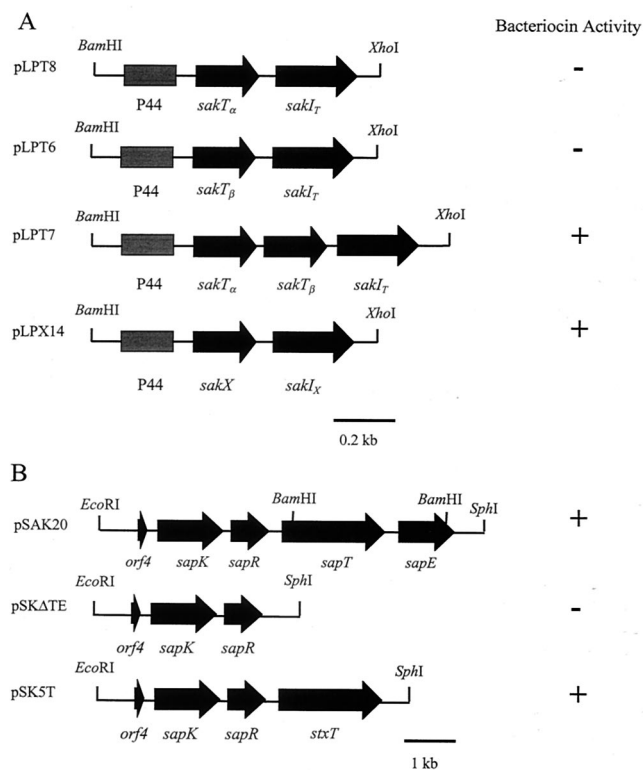 A
Bacteriocin Activity
BamHI XhoI
pLPT8 -
P44 sakTα sakIT
BamHI XhoI
pLPT6 -
P44 sakTβ sakIT
BamHI XhoI
pLPT7 +
P44 sakTα sakTβ sakIT
BamHI XhoI
pLPX14 +
P44 sakX sakIX
0.2 kb
B
EcoRI BamHI BamHI SphI
pSAK20 +
orf4 sapK sapR sapT sapE
EcoRI SphI
pSKΔTE -
orf4 sapK sapR
EcoRI SphI
pSK5T +
orf4 sapK sapR stxT
1 kb